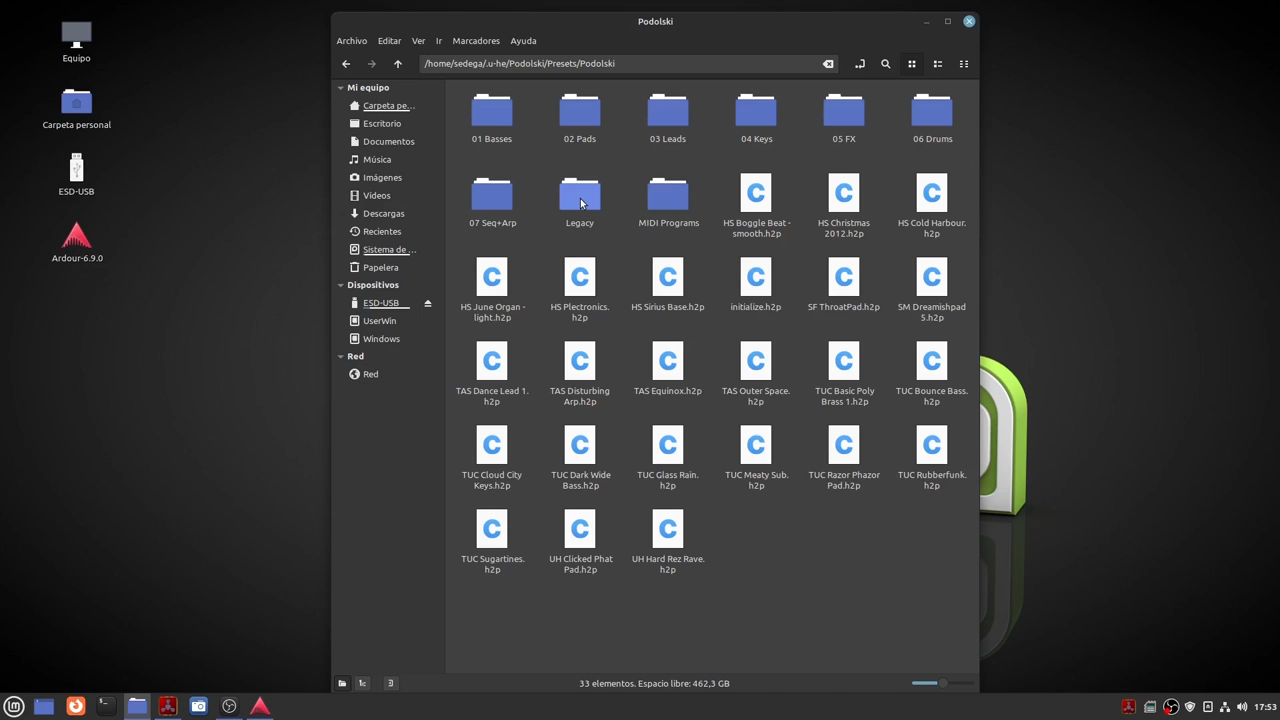 Podolski
Archivo Editar Ver Ir Marcadores Ayuda
/home/sedega/.u-he/Podolski/Presets/Podolski
Equipo
Carpeta personal
ESD-USB
Ardour-6.9.0
Mi equipo
Carpeta pe...
Escritorio
Documentos
Música
Imágenes
Vídeos
Descargas
Recientes
Sistema de ...
Papelera
Dispositivos
ESD-USB
UserWin
Windows
Red
Red
01 Basses 02 Pads 03 Leads 04 Keys 05 FX 06 Drums
07 Seq+Arp Legacy MIDI Programs HS Boggle Beat - HS Christmas HS Cold Harbour.
smooth.h2p 2012.h2p h2p
HS June Organ - HS Plectronics. HS Sirius Base.h2p initialize.h2p SF ThroatPad.h2p SM Dreamishpad
light.h2p h2p 5.h2p
TAS Dance Lead 1. TAS Disturbing TAS Equinox.h2p TAS Outer Space. TUC Basic Poly TUC Bounce Bass.
h2p Arp.h2p h2p Brass 1.h2p h2p
TUC Cloud City TUC Dark Wide TUC Glass Rain. TUC Meaty Sub. TUC Razor Phazor TUC Rubberfunk.
Keys.h2p Bass.h2p h2p h2p Pad.h2p h2p
TUC Sugartines. UH Clicked Phat UH Hard Rez Rave.
h2p Pad.h2p h2p
33 elementos. Espacio libre: 462,3 GB
17:53